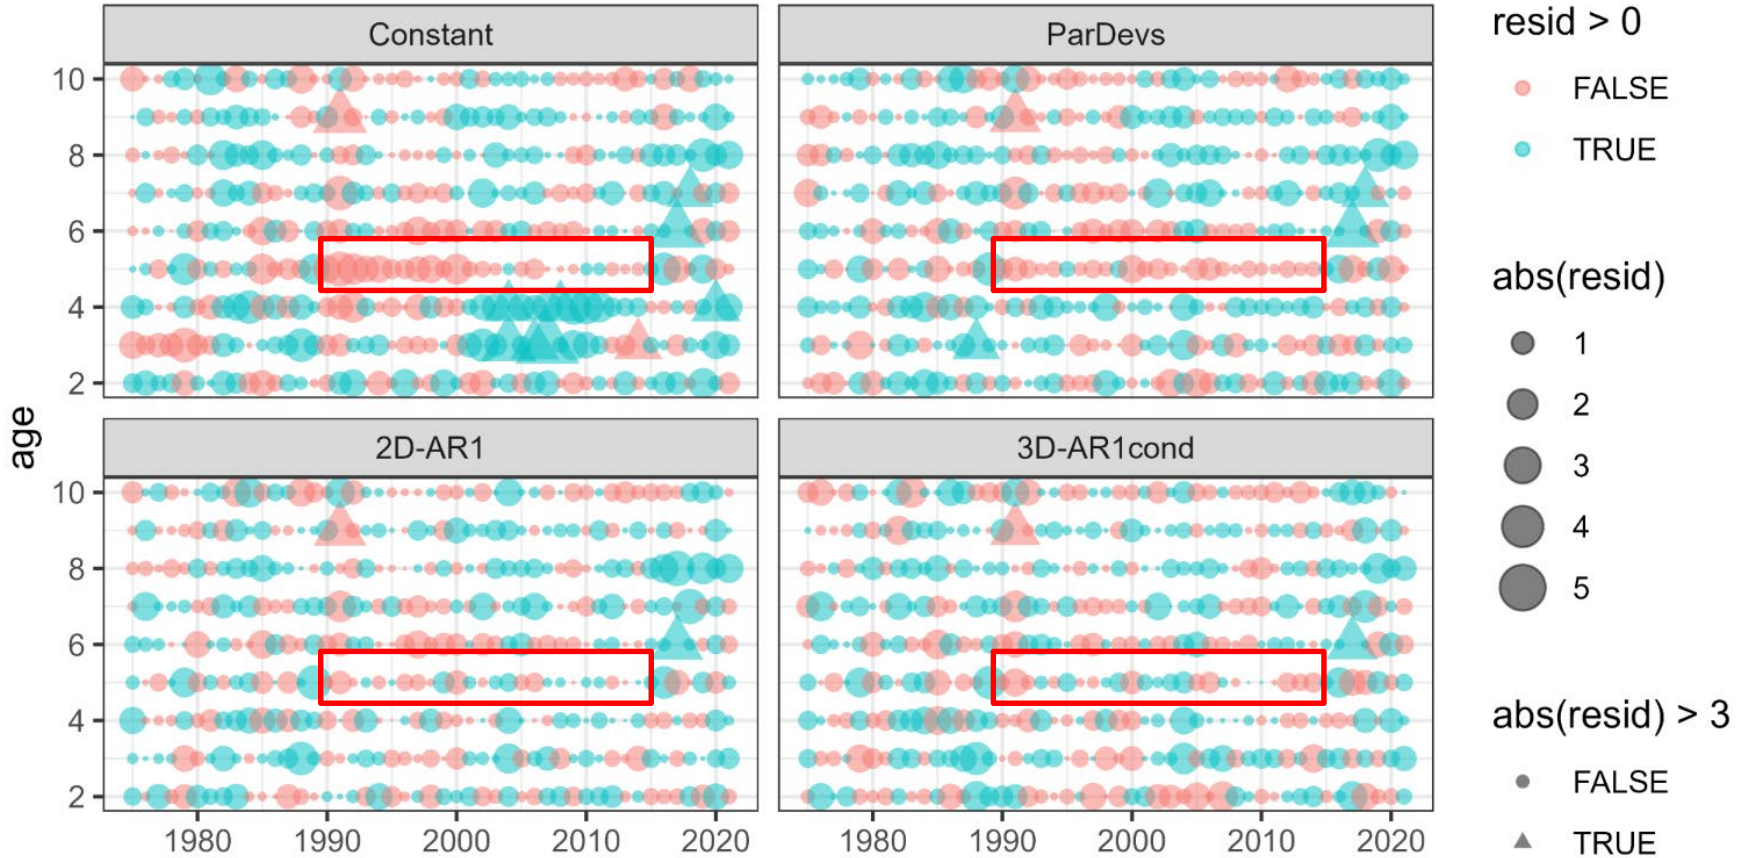 Constant
ParDevs
10
8
6
4
2
2D-AR1
3D-AR1cond
10
8
6
4
2
age
1980 1990 2000 2010 2020
1980 1990 2000 2010 2020
resid > 0
FALSE
TRUE
abs(resid)
1
2
3
4
5
abs(resid) > 3
FALSE
TRUE